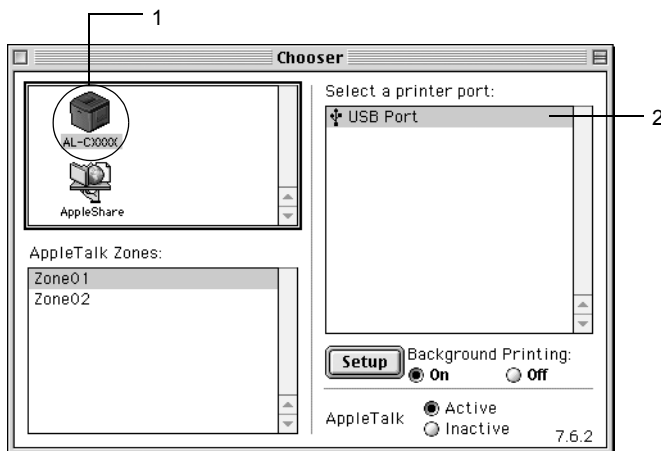 1
Chooser
Select a printer port:
USB Port
2
AL-CXXXX
AppleShare
AppleTalk Zones:
Zone01
Zone02
Setup
Background Printing:
On Off
AppleTalk
Active
Inactive
7.6.2